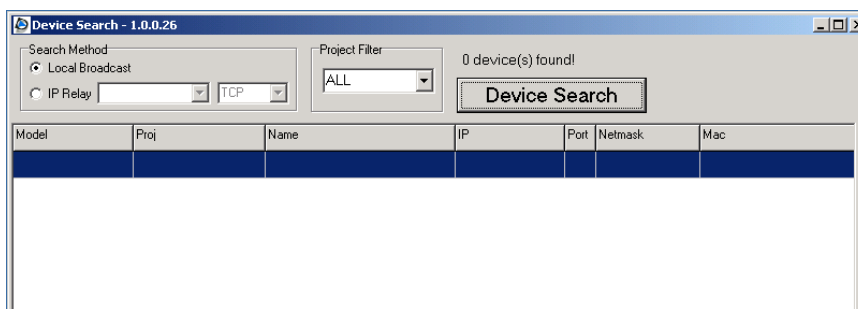 Device Search - 1.0.0.26
Search Method
Local Broadcast
IP Relay
TCP
Project Filter
ALL
0 device(s) found!
Device Search
Model Proj Name IP Port Netmask Mac